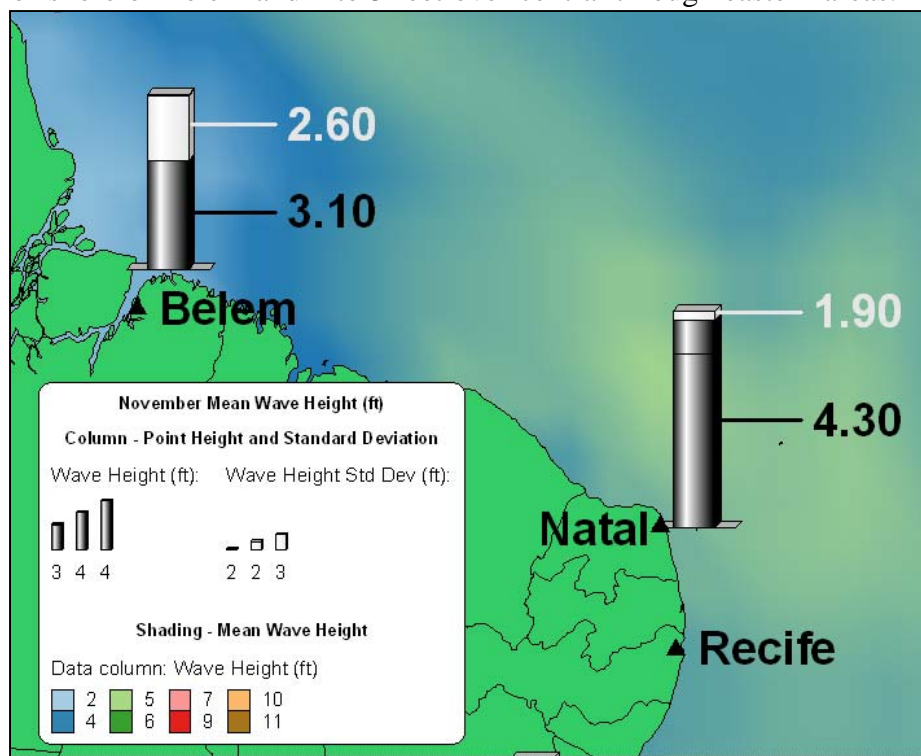 2.60
3.10
Belem
1.90
4.30
November Mean Wave Height (ft)
Column - Point Height and Standard Deviation
Wave Height (ft): Wave Height Std Dev (ft):
3 4 4 2 2 3
Natal
Shading - Mean Wave Height
Recife
Data column: Wave Height (ft)
2 5 7 10
4 6 9 11